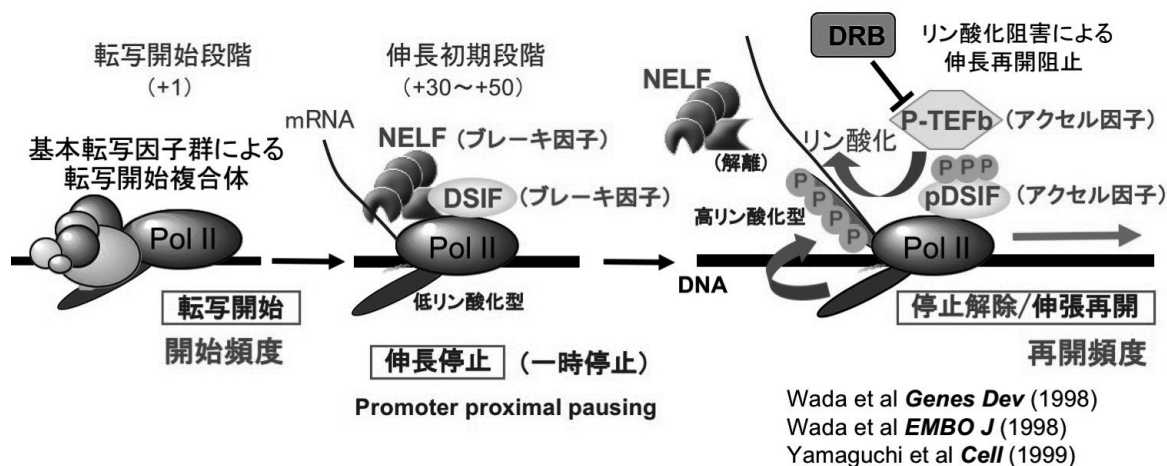 転写開始段階
(+1)
基本転写因子群による
転写開始複合体
Pol II
転写開始
開始頻度
伸長初期段階
(+30～+50)
mRNA
NELF (ブレーキ因子)
DSIF (ブレーキ因子)
Pol II
低リン酸化型
伸長停止 (一時停止)
Promoter proximal pausing
DRB
リン酸化阻害による
伸長再開阻止
NELF
(解離)
P-TEFb (アクセル因子)
リン酸化
P P P
pDSIF (アクセル因子)
高リン酸化型
P
P
P
P
Pol II
DNA
停止解除/伸張再開
再開頻度
Wada et al Genes Dev (1998)
Wada et al EMBO J (1998)
Yamaguchi et al Cell (1999)